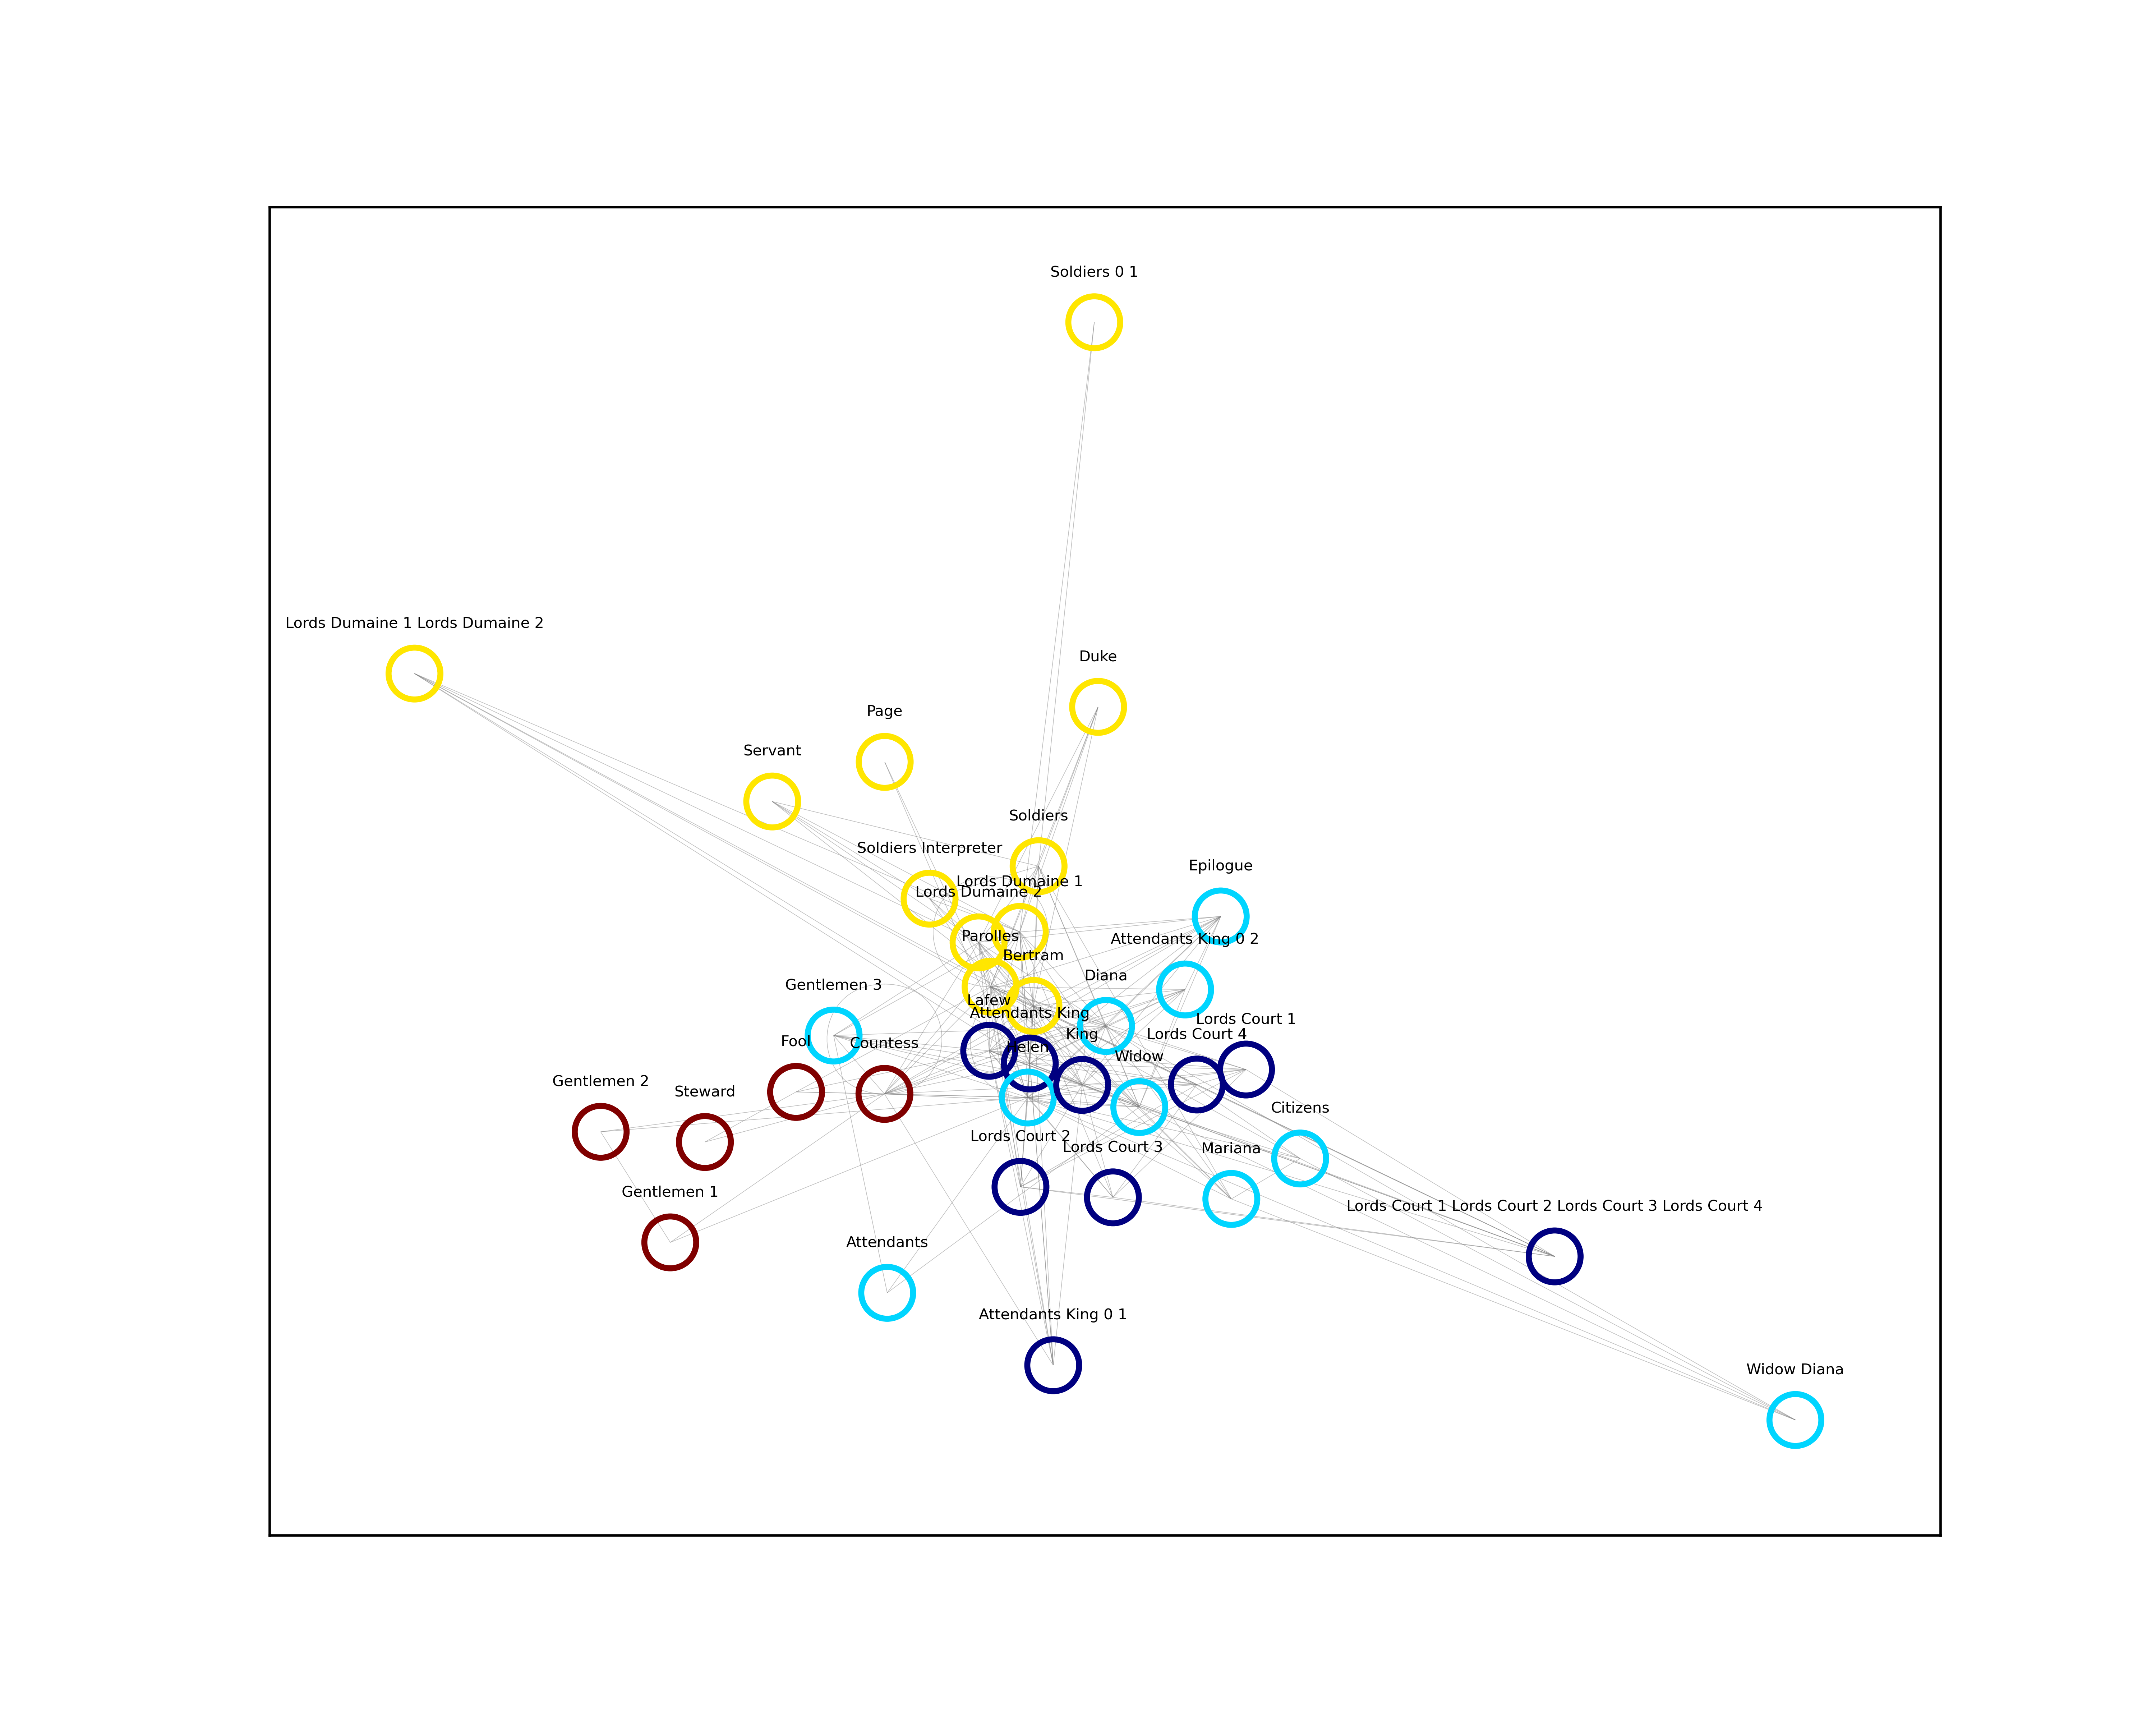 Soldiers 0 1
Lords Dumaine 1 Lords Dumaine 2
Duke
Page
Servant
Soldiers
Soldiers Interpreter
Epilogue
Lords Dumaine 1
Lords Dumaine 2
Parolles
Attendants King 0 2
Bertram
Diana
Gentlemen 3
Lafew
Attendants King
Lords Court 1
King
Lords Court 4
Fool
Countess
Helen
Widow
Gentlemen 2
Steward
Citizens
Lords Court 2
Lords Court 3
Mariana
Gentlemen 1
Lords Court 1 Lords Court 2 Lords Court 3 Lords Court 4
Attendants
Attendants King 0 1
Widow Diana